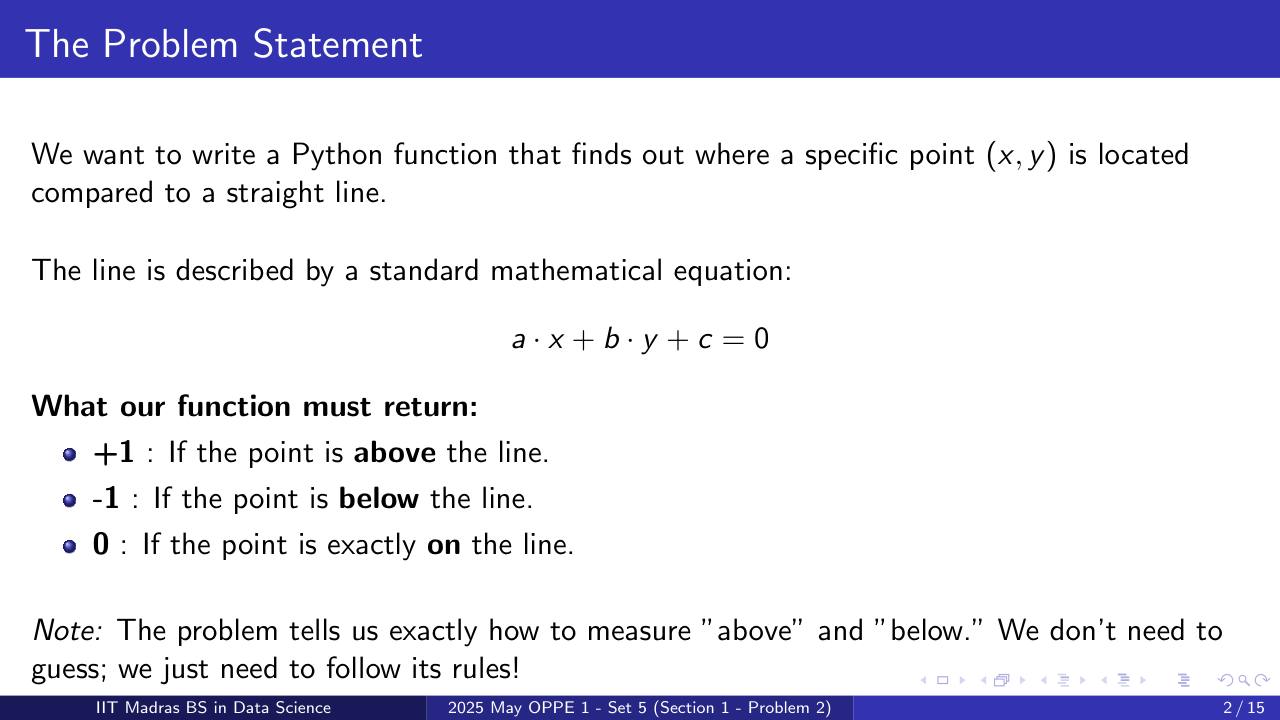 The Problem Statement
We want to write a Python function that finds out where a specific point (x, y) is located
compared to a straight line.
The line is described by a standard mathematical equation:
a · x + b · y + c = 0
What our function must return:
+1 : If the point is above the line.
-1 : If the point is below the line.
0 : If the point is exactly on the line.
Note: The problem tells us exactly how to measure ”above” and ”below.” We don’t need to
guess; we just need to follow its rules!
IIT Madras BS in Data Science
2025 May OPPE 1 - Set 5 (Section 1 - Problem 2)
2 / 15